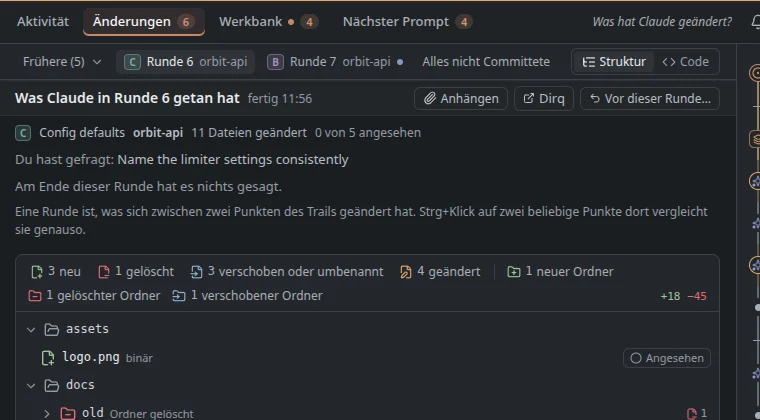 Aktivität Änderungen 6 Werkbank 4 Nächster Prompt 4 Was hat Claude geändert?
Frühere (5) C Runde 6 orbit-api B Runde 7 orbit-api Alles nicht Committete Struktur Code
Was Claude in Runde 6 getan hat fertig 11:56 Anhängen Dirq Vor dieser Runde...
C Config defaults orbit-api 11 Dateien geändert 0 von 5 angesehen
Du hast gefragt: Name the limiter settings consistently
Am Ende dieser Runde hat es nichts gesagt.
Eine Runde ist, was sich zwischen zwei Punkten des Trails geändert hat. Strg+Klick auf zwei beliebige Punkte dort vergleicht
sie genauso.
3 neu 1 gelöscht 3 verschoben oder umbenannt 4 geändert 1 neuer Ordner
1 gelöschter Ordner 1 verschobener Ordner +18 −45
assets
logo.png binär Angesehen
docs
old Ordner gelöscht 1